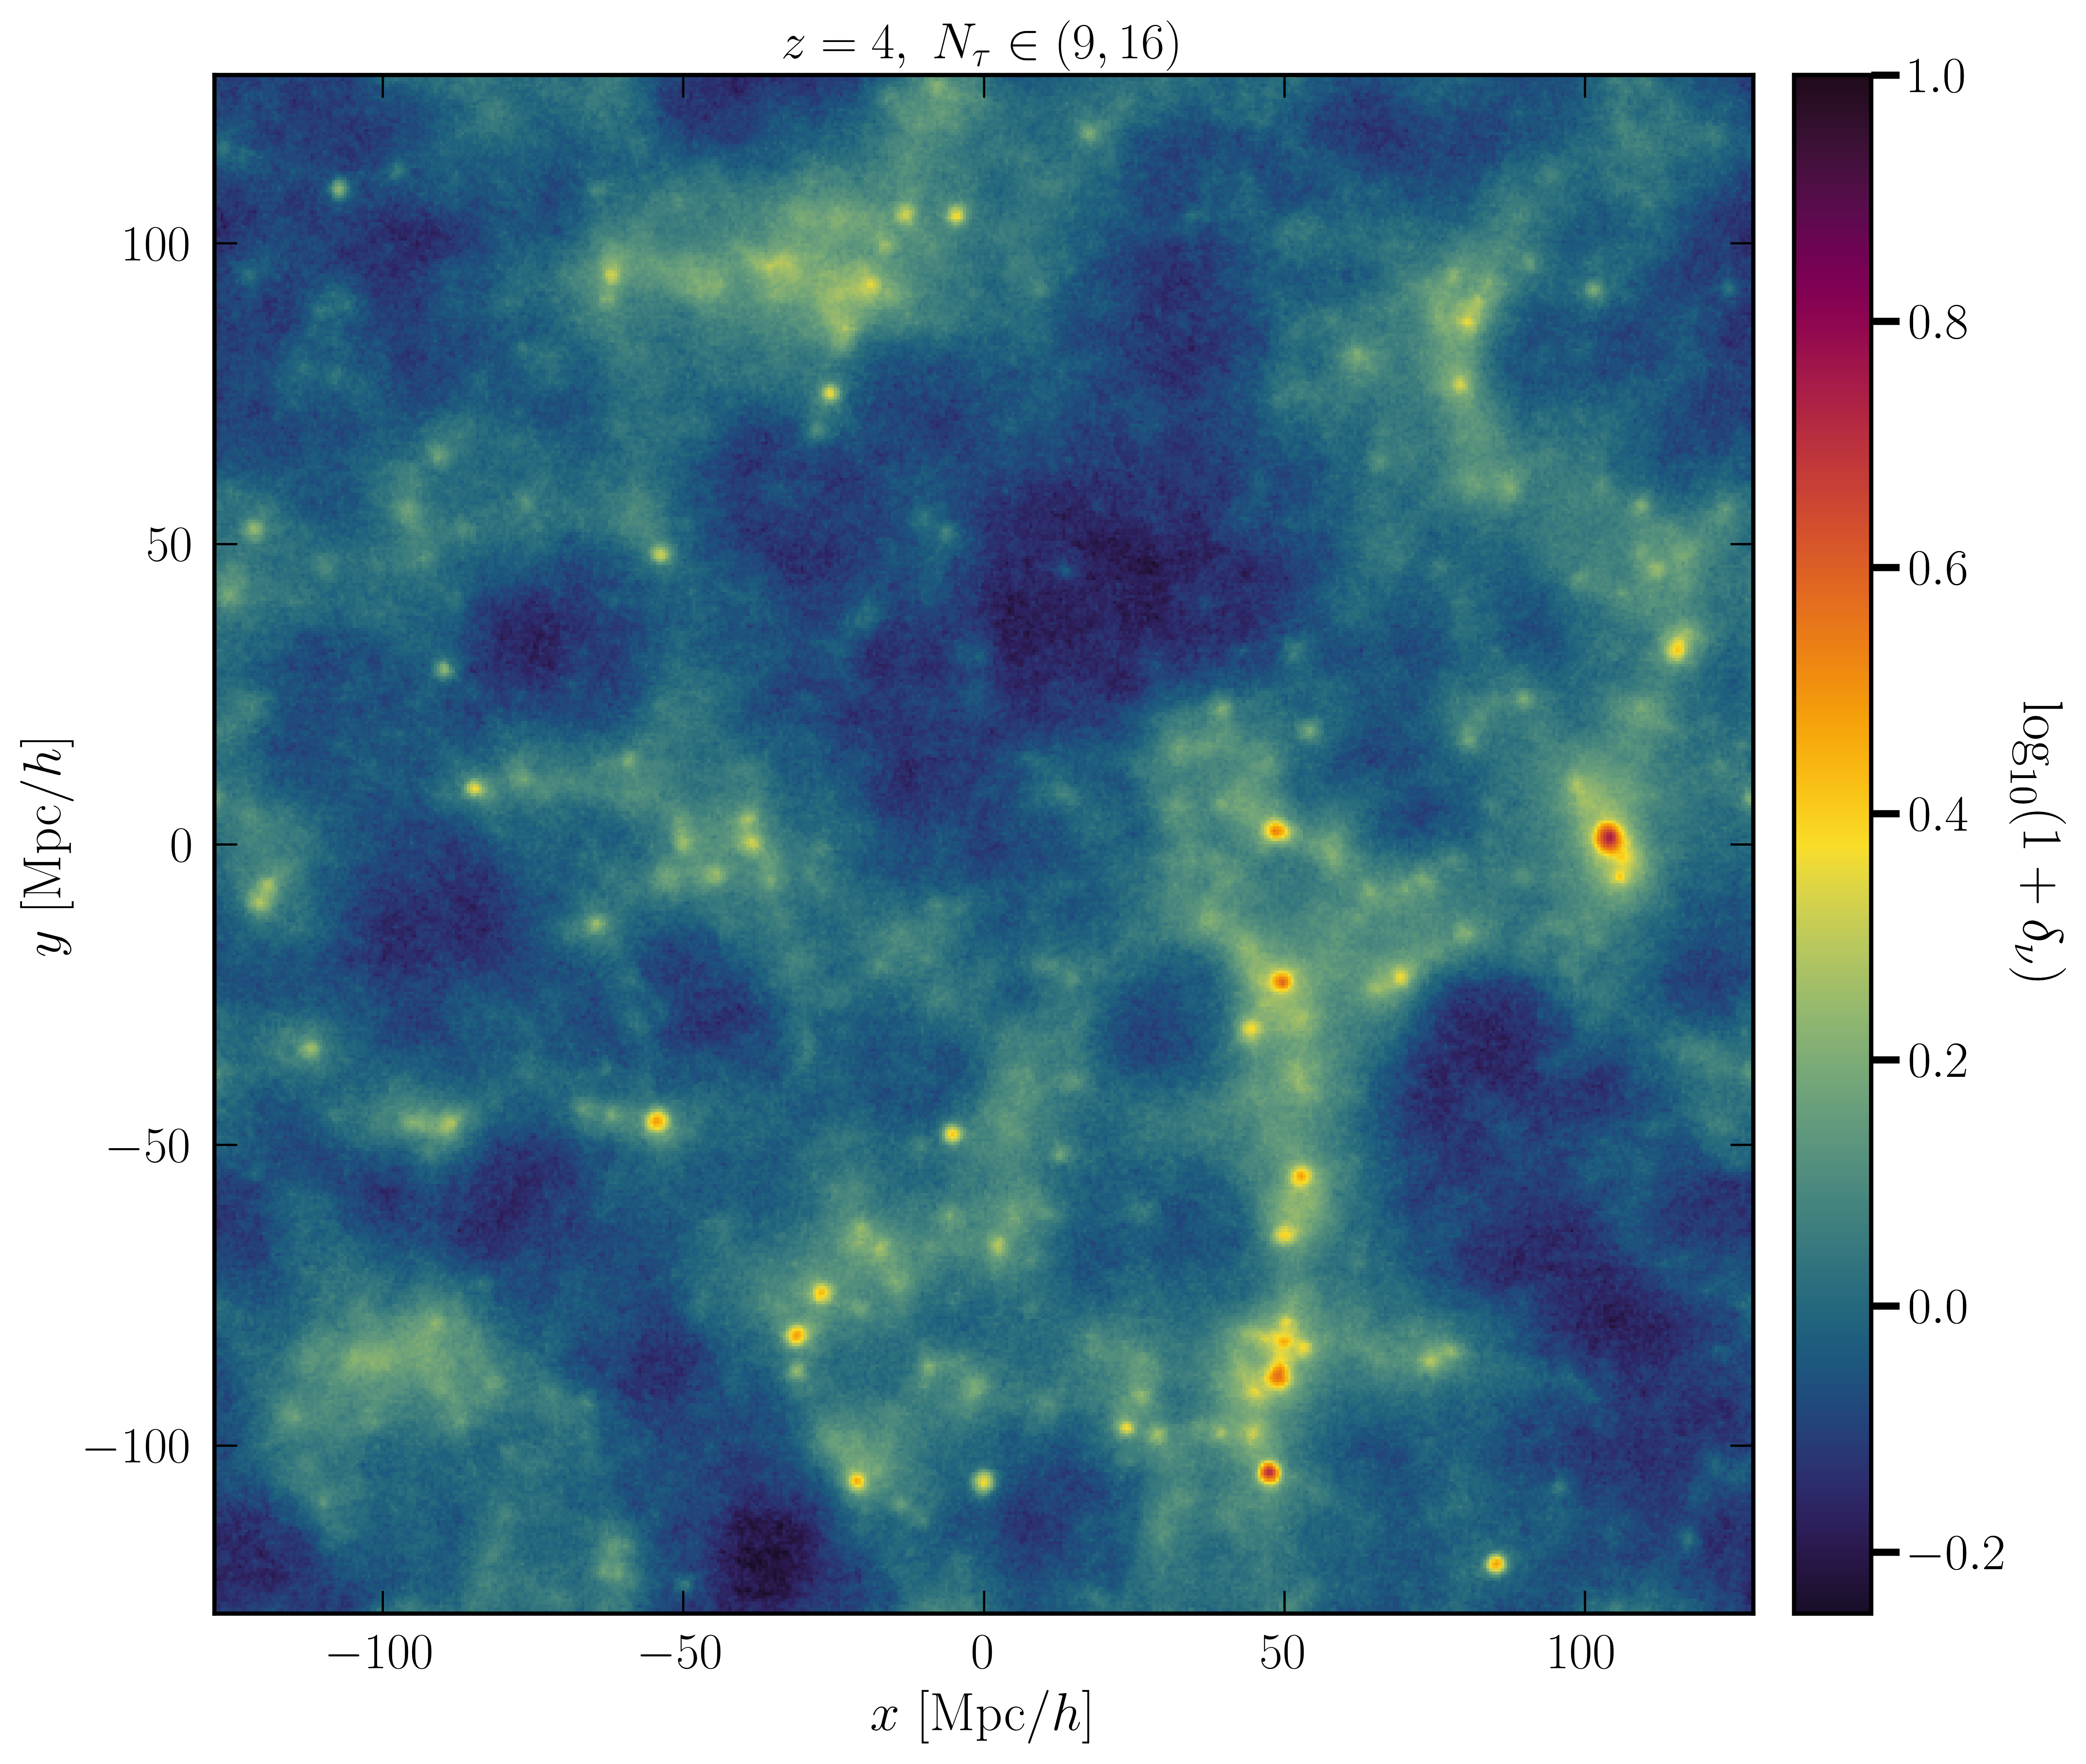 z = 4, N_τ ∈ (9, 16)
1.0
0.8
0.6
0.4
0.2
0.0
−0.2
log₁₀(1 + δ_ν)
100
50
0
−50
−100
y [Mpc/h]
−100 −50 0 50 100
x [Mpc/h]